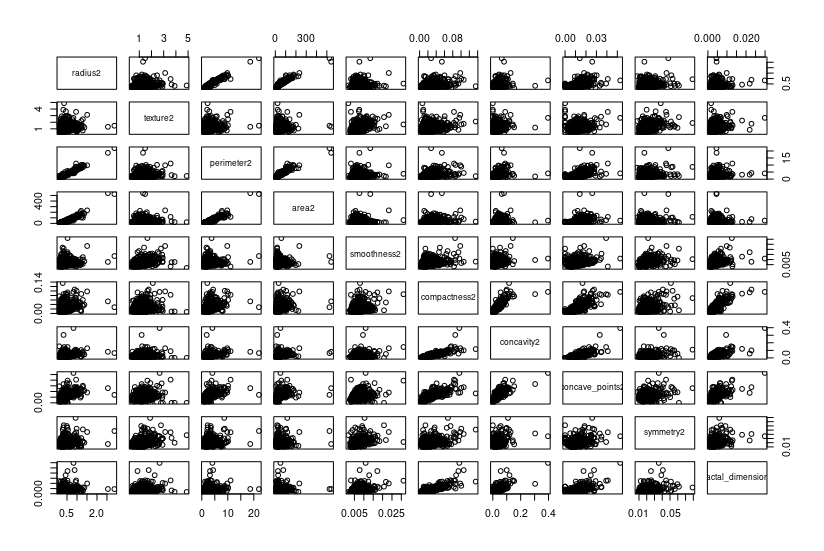 1 3 5
0 300
0.00 0.08
0.00 0.03
0.000 0.020
radius2
0.5
1 4
texture2
perimeter2
0 15
0 400
area2
smoothness2
0.005
0.00 0.14
compactness2
concavity2
0.0 0.4
0.00
concave_points2
symmetry2
0.01
0.000
actal_dimension
0.5 2.0
0 10 20
0.005 0.025
0.0 0.2 0.4
0.01 0.05